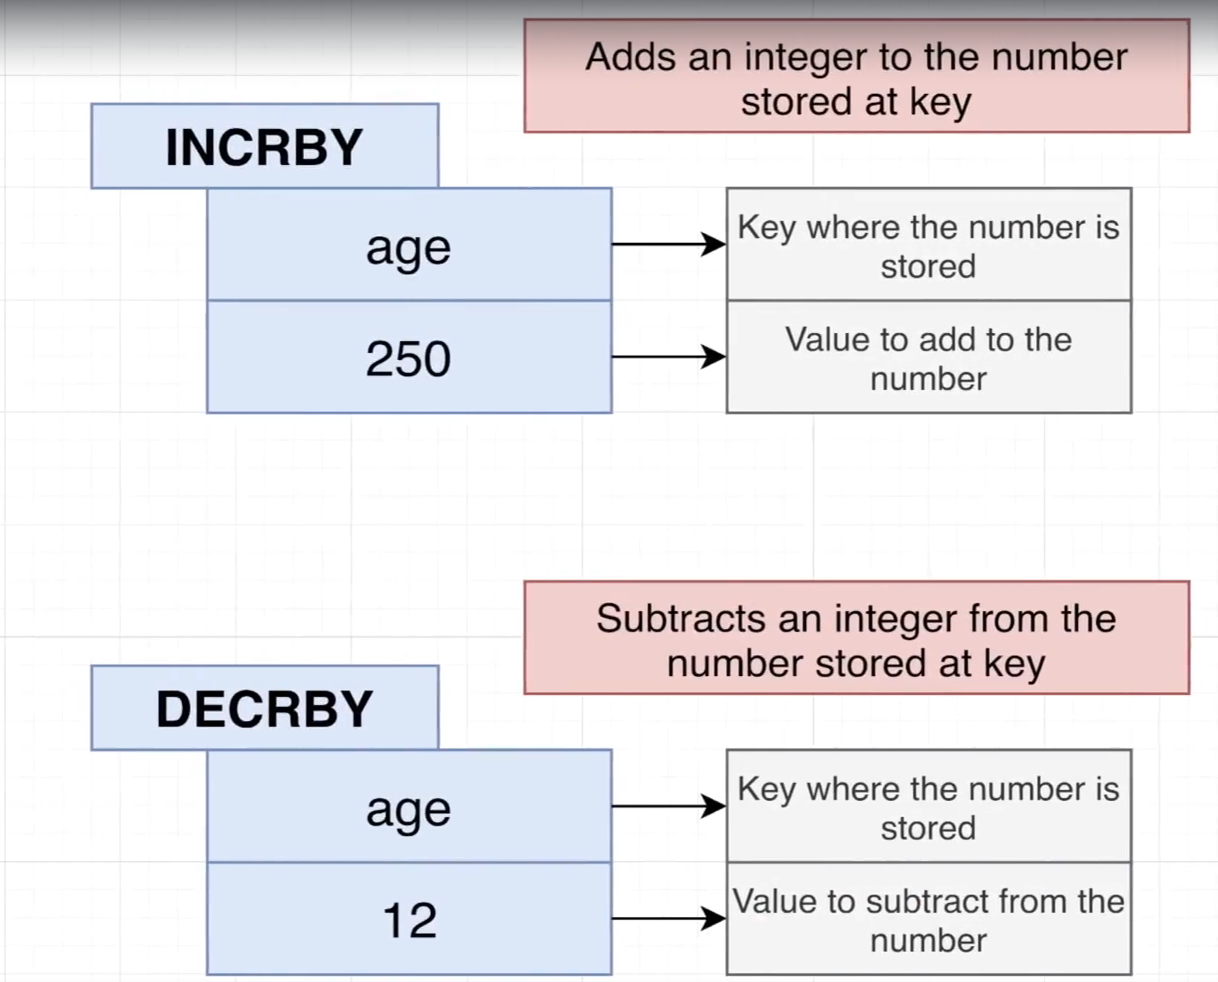 Adds an integer to the number
stored at key
INCRBY
age
Key where the number is
stored
250
Value to add to the
number
Subtracts an integer from the
number stored at key
DECRBY
age
Key where the number is
stored
12
Value to subtract from the
number